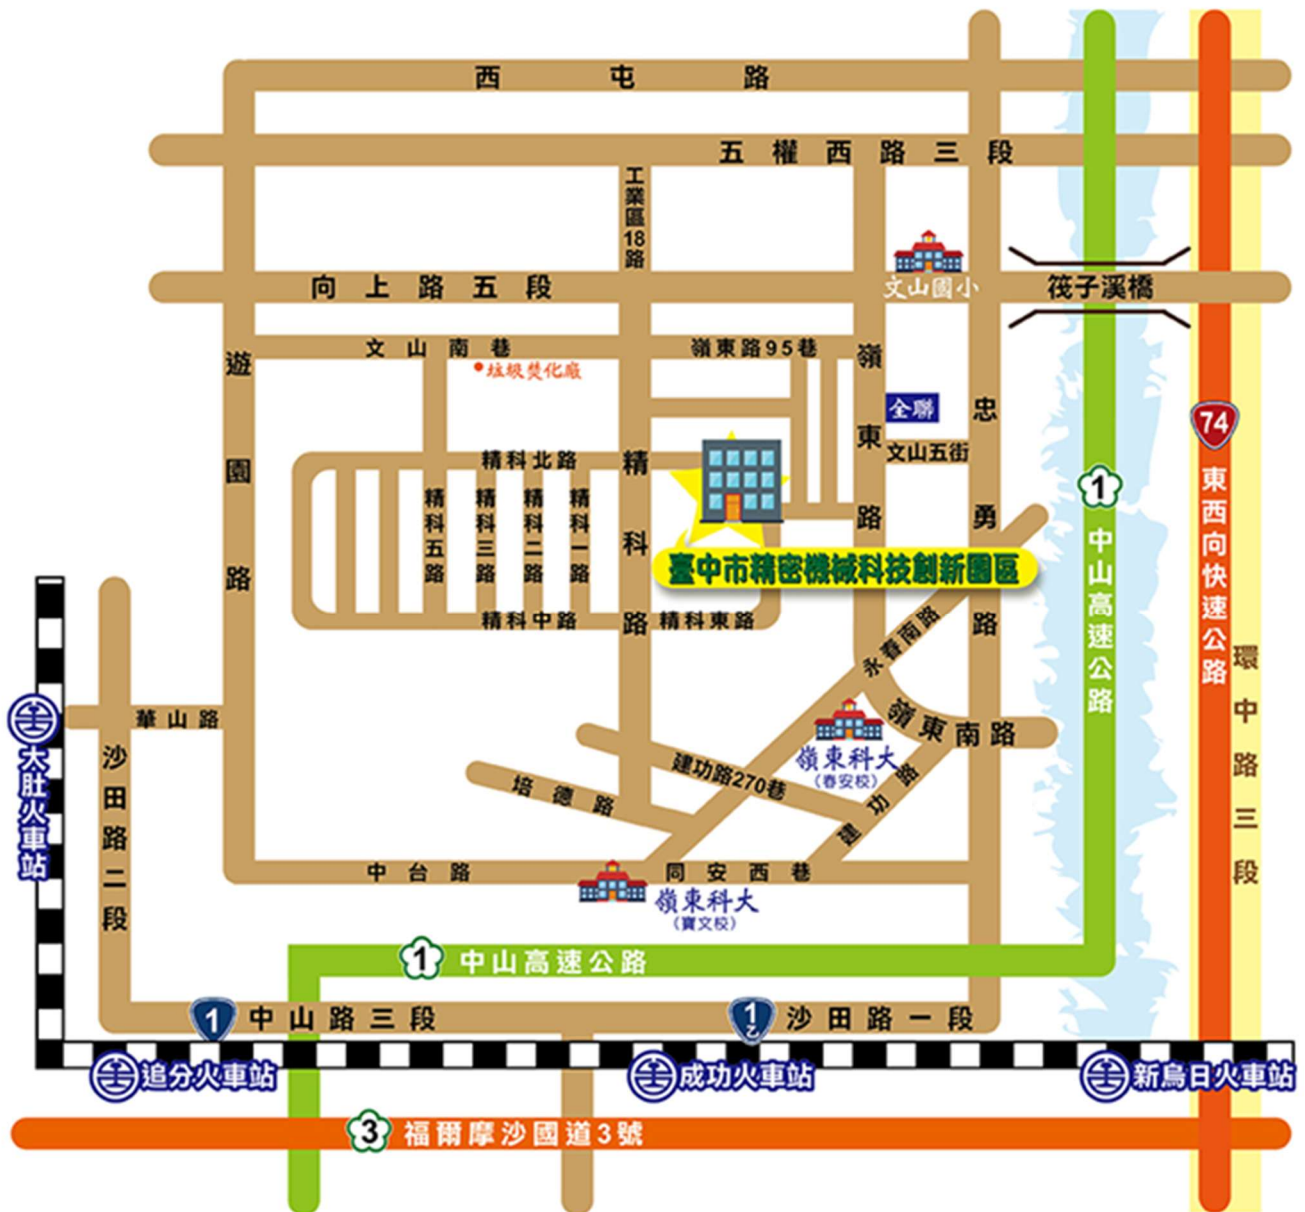 西屯路
五權西路三段
工業區18路
文山國小
向上路五段
筏子溪橋
文山南巷
嶺東路95巷
垃圾焚化廠
遊園路
嶺東路
全聯
忠勇路
74
文山五街
精科北路
精科路
1
東西向快速公路
精科五路
精科三路
精科二路
精科一路
中山高速公路
臺中市精密機械科技創新園區
精科中路
精科東路
永春南路
環中路三段
華山路
嶺東南路
大肚火車站
沙田路二段
嶺東科大
(春安校)
建功路270巷
培德路
建功路
中台路
同安西巷
嶺東科大
(寶文校)
1
中山高速公路
1
中山路三段
1
乙
沙田路一段
追分火車站
成功火車站
新烏日火車站
3
福爾摩沙國道3號